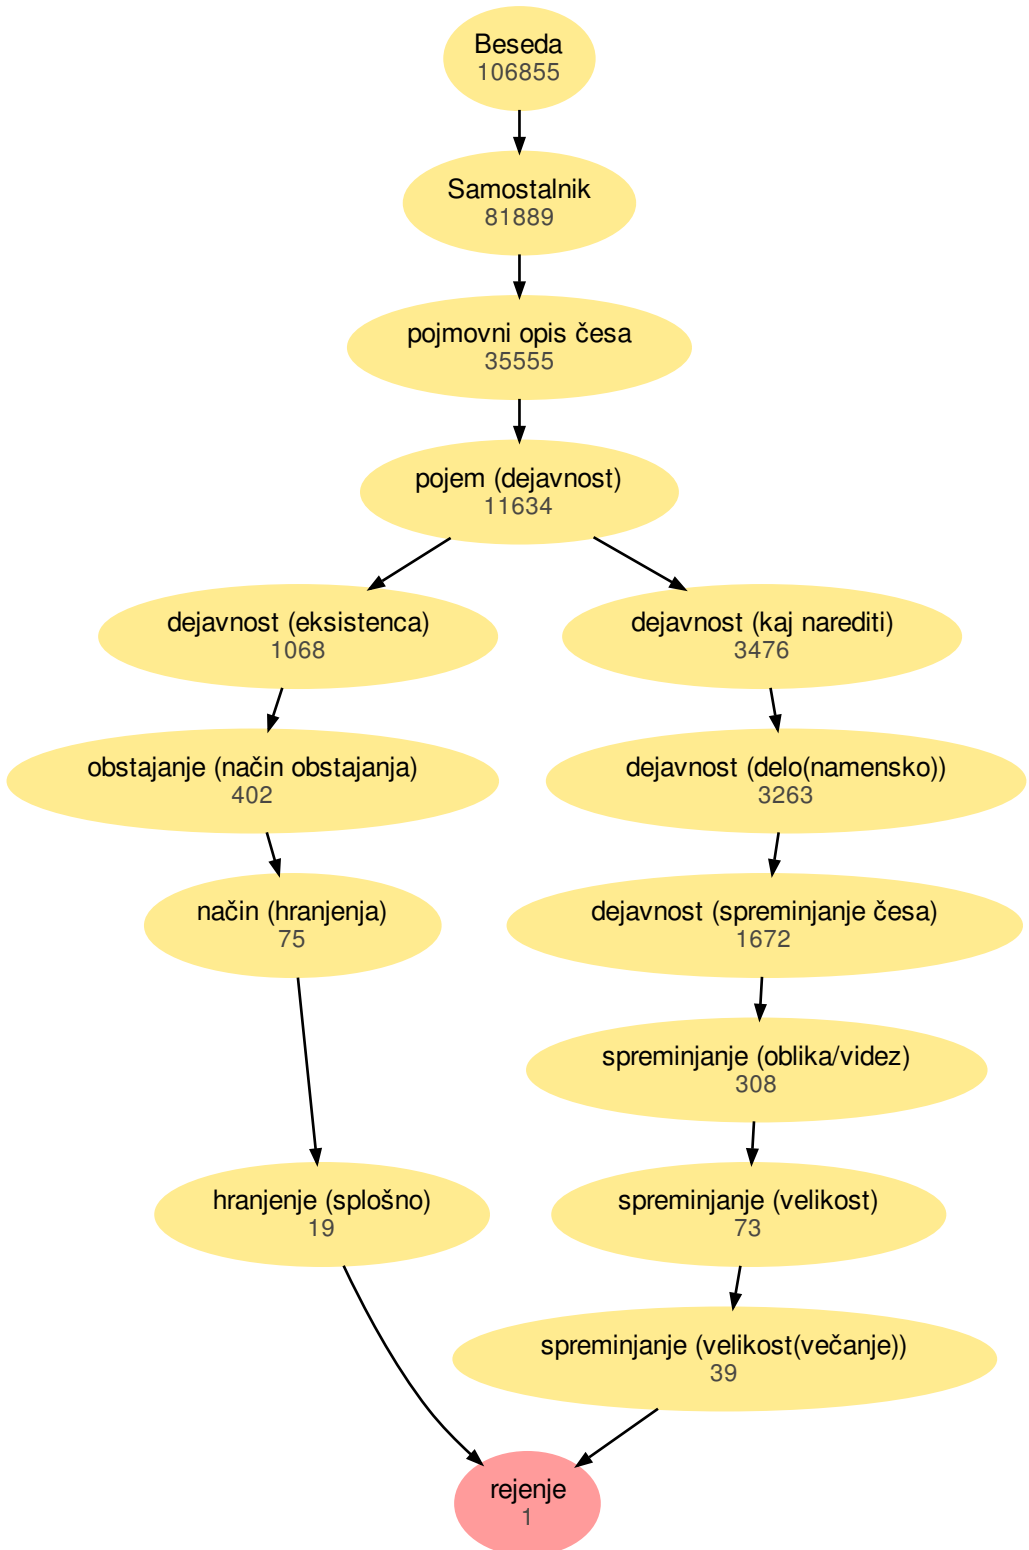 Beseda
106855
Samostalnik
81889
pojmovni opis česa
35555
pojem (dejavnost)
11634
dejavnost (eksistenca)
1068
dejavnost (kaj narediti)
3476
obstajanje (način obstajanja)
402
dejavnost (delo(namensko))
3263
način (hranjenja)
75
dejavnost (spreminjanje česa)
1672
spreminjanje (oblika/videz)
308
hranjenje (splošno)
19
spreminjanje (velikost)
73
spreminjanje (velikost(večanje))
39
rejenje
1